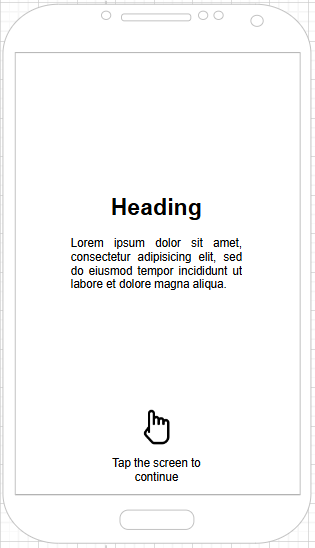 Heading
Lorem ipsum dolor sit amet,
consectetur adipisicing elit, sed
do eiusmod tempor incididunt ut
labore et dolore magna aliqua.
Tap the screen to
continue